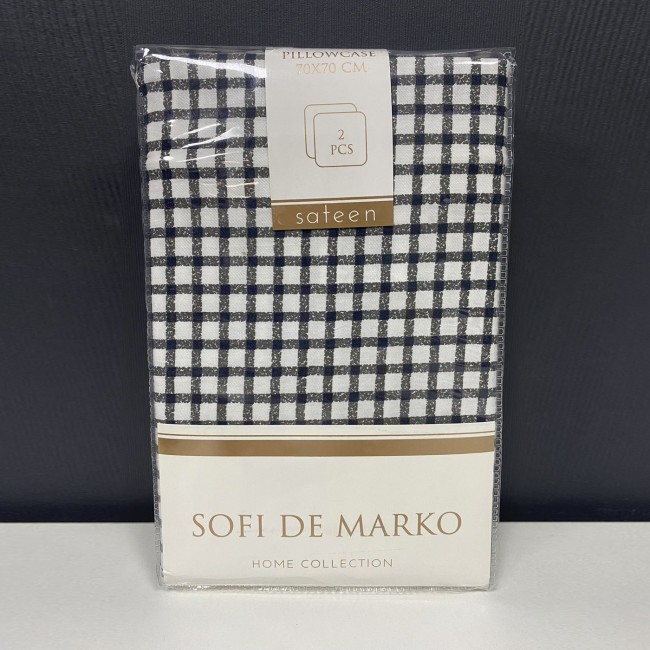 PILLOWCASE
70X70 CM
2
PCS
sateen
SOFI DE MARKO
HOME COLLECTION